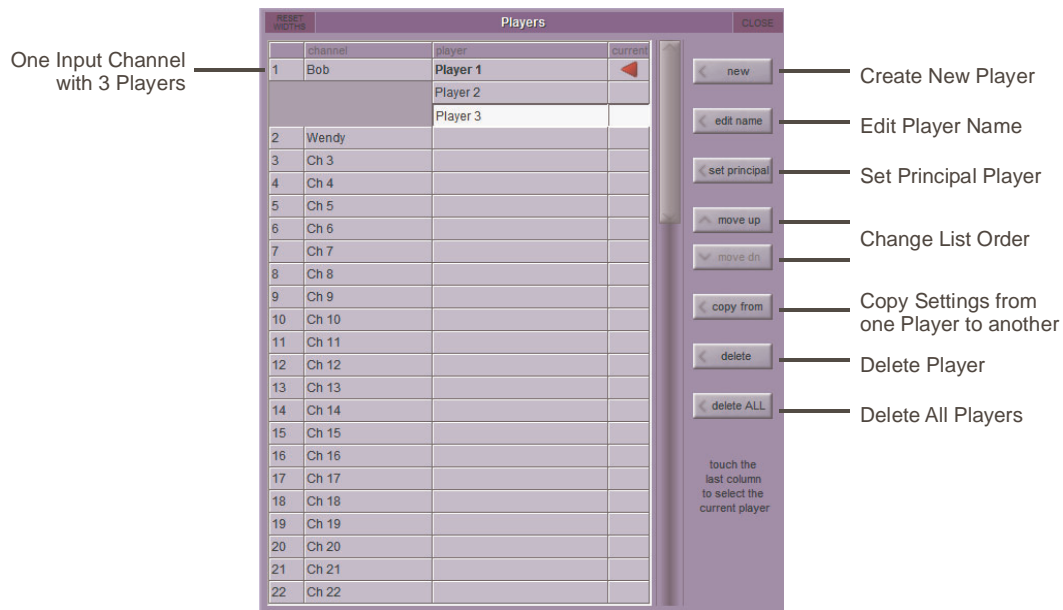 RESET
WIDTHS
Players
CLOSE
One Input Channel
with 3 Players
channel player current
1 Bob Player 1
Player 2
Player 3
2 Wendy
3 Ch 3
4 Ch 4
5 Ch 5
6 Ch 6
7 Ch 7
8 Ch 8
9 Ch 9
10 Ch 10
11 Ch 11
12 Ch 12
13 Ch 13
14 Ch 14
15 Ch 15
16 Ch 16
17 Ch 17
18 Ch 18
19 Ch 19
20 Ch 20
21 Ch 21
22 Ch 22
new
Create New Player
edit name
Edit Player Name
set principal
Set Principal Player
move up
move dn
Change List Order
copy from
Copy Settings from
one Player to another
delete
Delete Player
delete ALL
Delete All Players
touch the
last column
to select the
current player